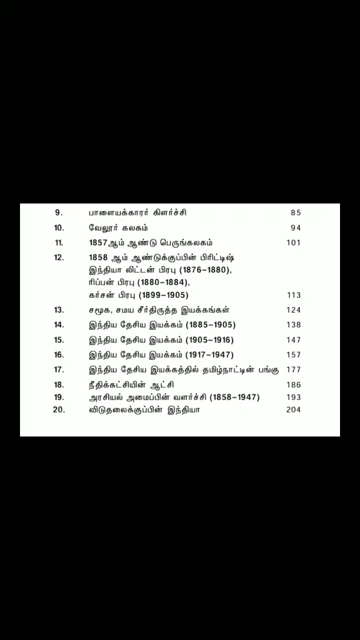 9. பாளையக்காரர் கிளர்ச்சி 85
10. வேலூர் கலகம் 94
11. 1857ஆம் ஆண்டு பெருங்கலகம் 101
12. 1858 ஆம் ஆண்டுக்குப்பின் பிரிட்டிஷ்
இந்தியா லிட்டன் பிரபு (1876–1880),
ரிப்பன் பிரபு (1880–1884),
கர்சன் பிரபு (1899–1905) 113
13. சமூக, சமய சீர்திருத்த இயக்கங்கள் 124
14. இந்திய தேசிய இயக்கம் (1885–1905) 138
15. இந்திய தேசிய இயக்கம் (1905–1916) 147
16. இந்திய தேசிய இயக்கம் (1917–1947) 157
17. இந்திய தேசிய இயக்கத்தில் தமிழ்நாட்டின் பங்கு 177
18. நீதிக்கட்சியின் ஆட்சி 186
19. அரசியல் அமைப்பின் வளர்ச்சி (1858–1947) 193
20. விடுதலைக்குப்பின் இந்தியா 204